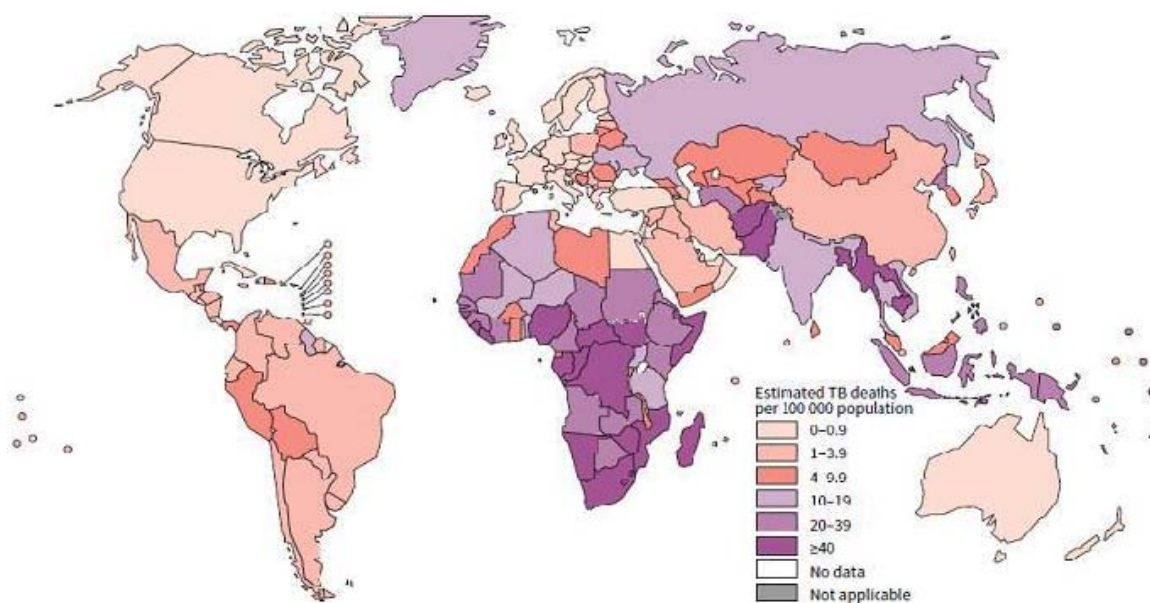 Estimated TB deaths
per 100 000 population
0–0.9
1–3.9
4–9.9
10–19
20–39
≥40
No data
Not applicable